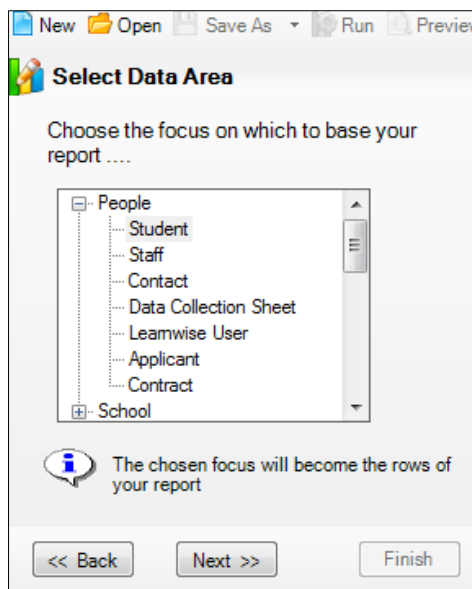 New Open Save As Run Preview
Select Data Area
Choose the focus on which to base your
report ....
People
Student
Staff
Contact
Data Collection Sheet
Learnwise User
Applicant
Contract
School
The chosen focus will become the rows of
your report
<< Back Next >> Finish